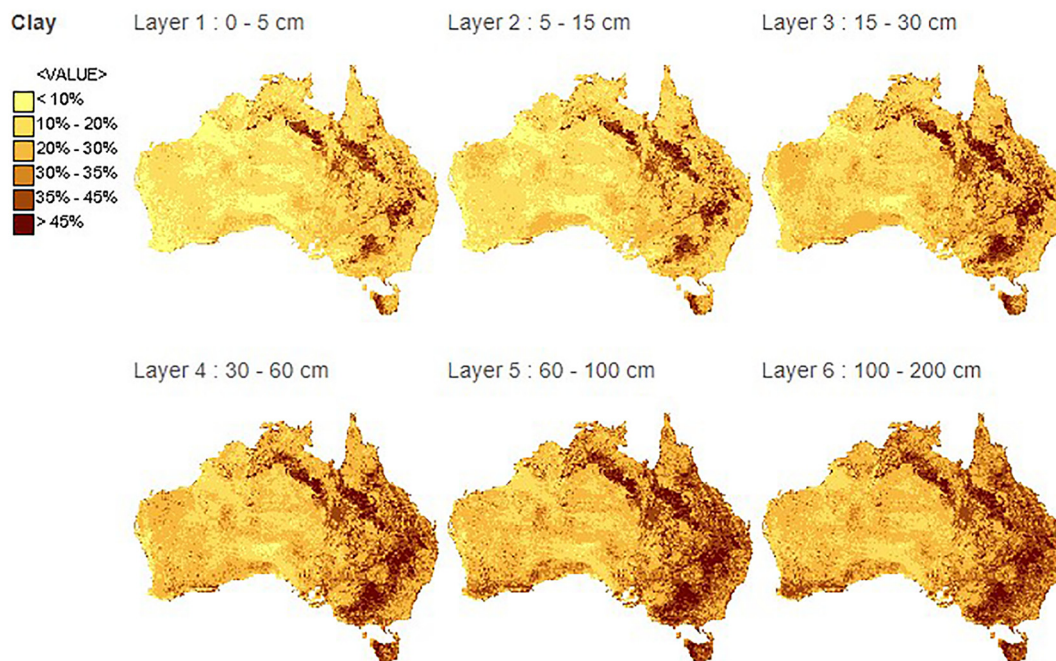 Clay
Layer 1 : 0 - 5 cm
Layer 2 : 5 - 15 cm
Layer 3 : 15 - 30 cm
<VALUE>
< 10%
10% - 20%
20% - 30%
30% - 35%
35% - 45%
> 45%
Layer 4 : 30 - 60 cm
Layer 5 : 60 - 100 cm
Layer 6 : 100 - 200 cm